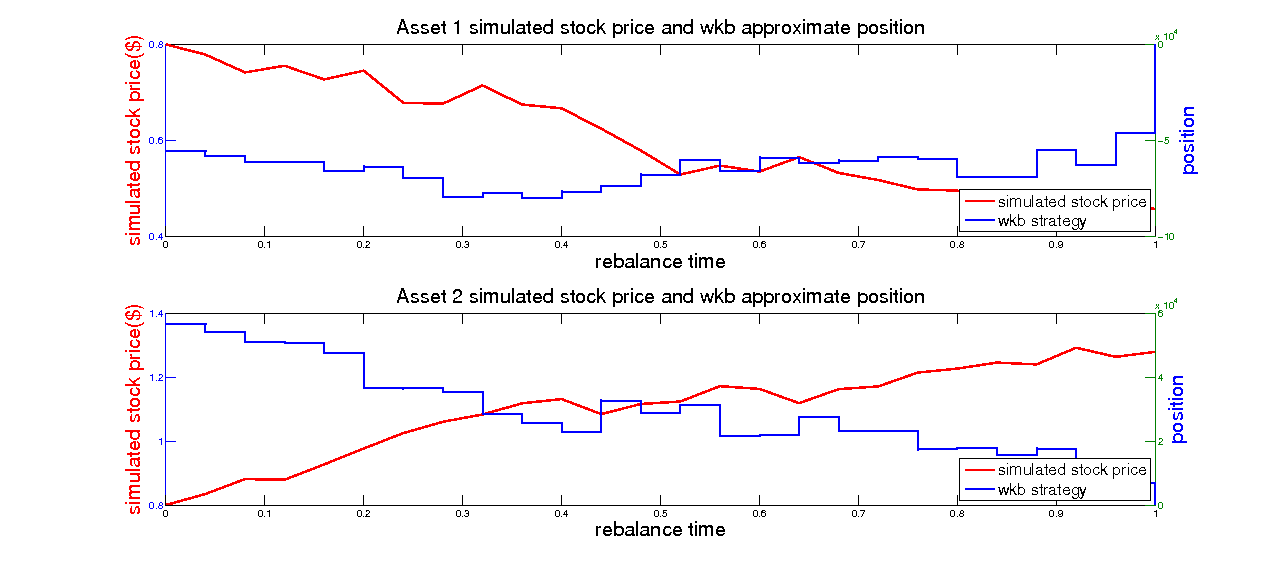 Asset 1 simulated stock price and wkb approximate position
x 10^4
0.8
0.6
0.4
0
-5
-10
simulated stock price($)
position
simulated stock price
wkb strategy
0 0.1 0.2 0.3 0.4 0.5 0.6 0.7 0.8 0.9 1
rebalance time
Asset 2 simulated stock price and wkb approximate position
x 10^4
1.4
1.2
1
0.8
6
4
2
0
simulated stock price($)
position
simulated stock price
wkb strategy
0 0.1 0.2 0.3 0.4 0.5 0.6 0.7 0.8 0.9 1
rebalance time